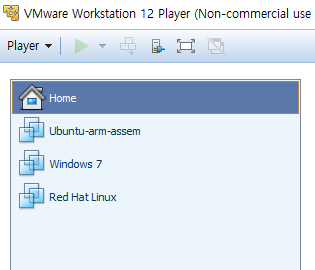 VMware Workstation 12 Player (Non-commercial use
Player
Home
Ubuntu-arm-assem
Windows 7
Red Hat Linux